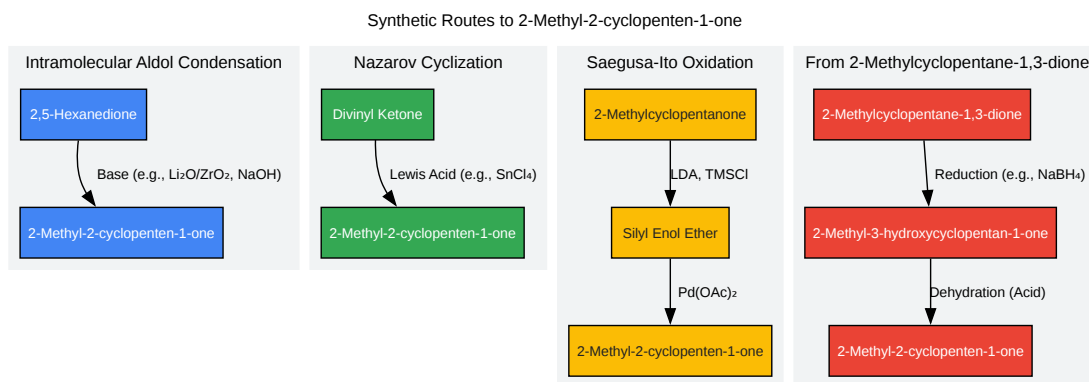 Synthetic Routes to 2-Methyl-2-cyclopenten-1-one
Intramolecular Aldol Condensation
2,5-Hexanedione
Base (e.g., Li₂O/ZrO₂, NaOH)
2-Methyl-2-cyclopenten-1-one
Nazarov Cyclization
Divinyl Ketone
Lewis Acid (e.g., SnCl₄)
2-Methyl-2-cyclopenten-1-one
Saegusa-Ito Oxidation
2-Methylcyclopentanone
LDA, TMSCl
Silyl Enol Ether
Pd(OAc)₂
2-Methyl-2-cyclopenten-1-one
From 2-Methylcyclopentane-1,3-dione
2-Methylcyclopentane-1,3-dione
Reduction (e.g., NaBH₄)
2-Methyl-3-hydroxycyclopentan-1-one
Dehydration (Acid)
2-Methyl-2-cyclopenten-1-one